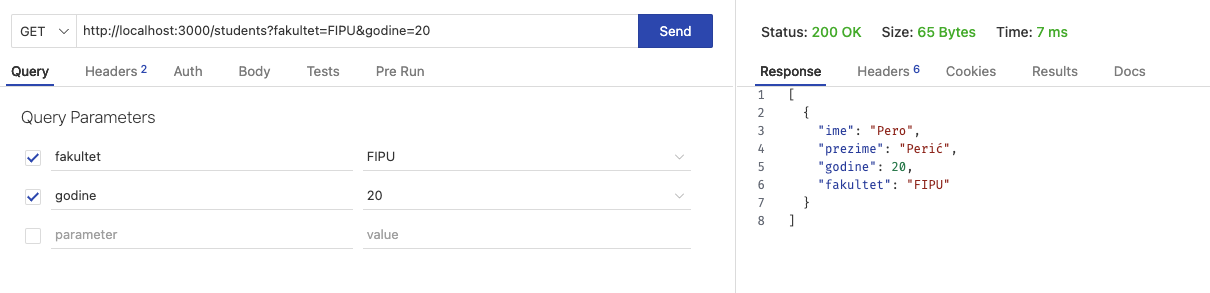 GET http://localhost:3000/students?fakultet=FIPU&godine=20 Send
Query Headers 2 Auth Body Tests Pre Run
Query Parameters
fakultet FIPU
godine 20
parameter value
Status: 200 OK Size: 65 Bytes Time: 7 ms
Response Headers 6 Cookies Results Docs
1 [
2 {
3 "ime": "Pero",
4 "prezime": "Perić",
5 "godine": 20,
6 "fakultet": "FIPU"
7 }
8 ]